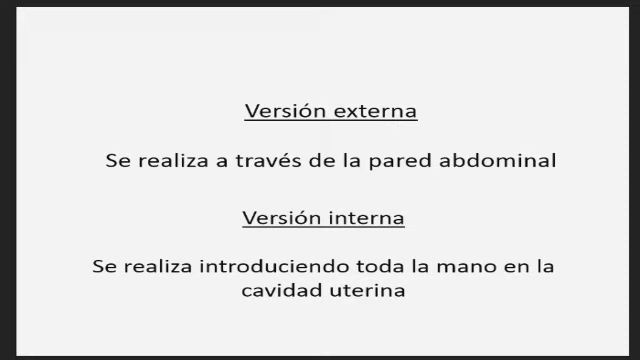 Versión externa
Se realiza a través de la pared abdominal
Versión interna
Se realiza introduciendo toda la mano en la
cavidad uterina